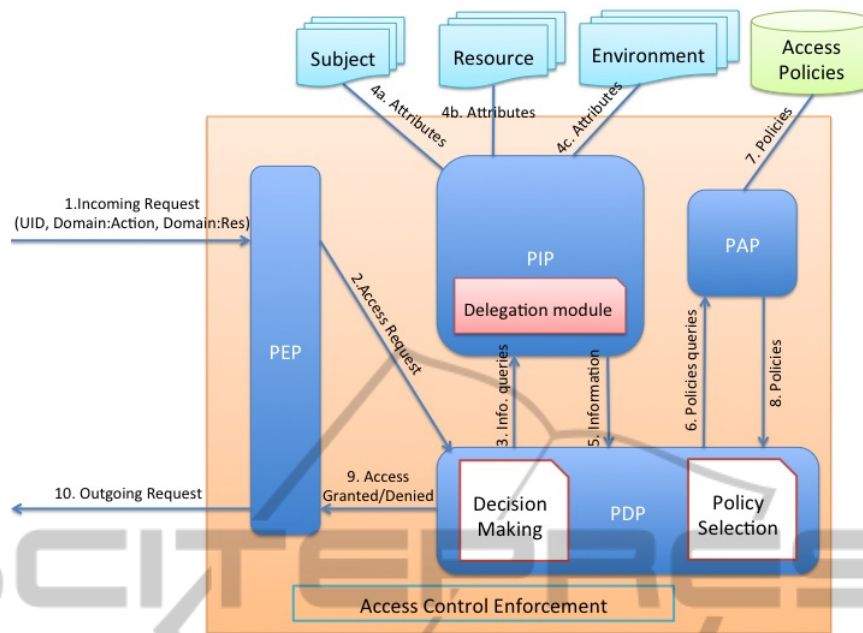 Subject
Resource
Environment
Access
Policies
4a. Attributes
4b. Attributes
4c. Attributes
7. Policies
1.Incoming Request
(UID, Domain:Action, Domain:Res)
PIP
PAP
Delegation module
2.Access Request
PEP
3. Info. queries
5. Information
6. Policies queries
8. Policies
9. Access
Granted/Denied
10. Outgoing Request
Decision
Making
PDP
Policy
Selection
SCITEPRES
Access Control Enforcement